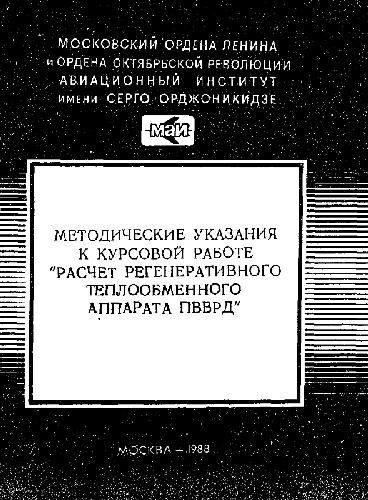 МОСКОВСКИЙ ОРДЕНА ЛЕНИНА
И ОРДЕНА ОКТЯБРЬСКОЙ РЕВОЛЮЦИИ
АВИАЦИОННЫЙ ИНСТИТУТ
ИМЕНИ СЕРГО ОРДЖОНИКИДЗЕ
МАИ
МЕТОДИЧЕСКИЕ УКАЗАНИЯ
К КУРСОВОЙ РАБОТЕ
"РАСЧЕТ РЕГЕНЕРАТИВНОГО
ТЕПЛООБМЕННОГО
АППАРАТА ПВВРД"
МОСКВА — 1988